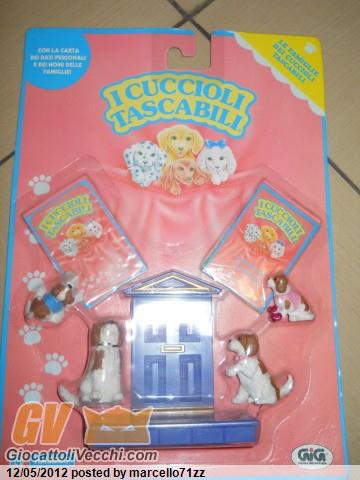 CON LA CARTA
DEI DATI PERSONALI
E DEI NOMI DELLE
FAMIGLIE!
LE FAMIGLIE
DEI CUCCIOLI
TASCABILI
I CUCCIOLI
TASCABILI
I CUCCIOLI
TASCABILI
I CUCCIOLI
TASCABILI
GV
GiocattoliVecchi.com
GIG
12/05/2012 posted by marcello71zz